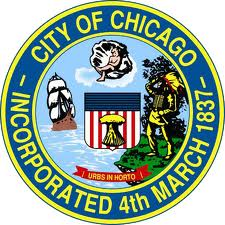 CITY OF CHICAGO
INCORPORATED 4th MARCH 1837
URBS IN HORTO